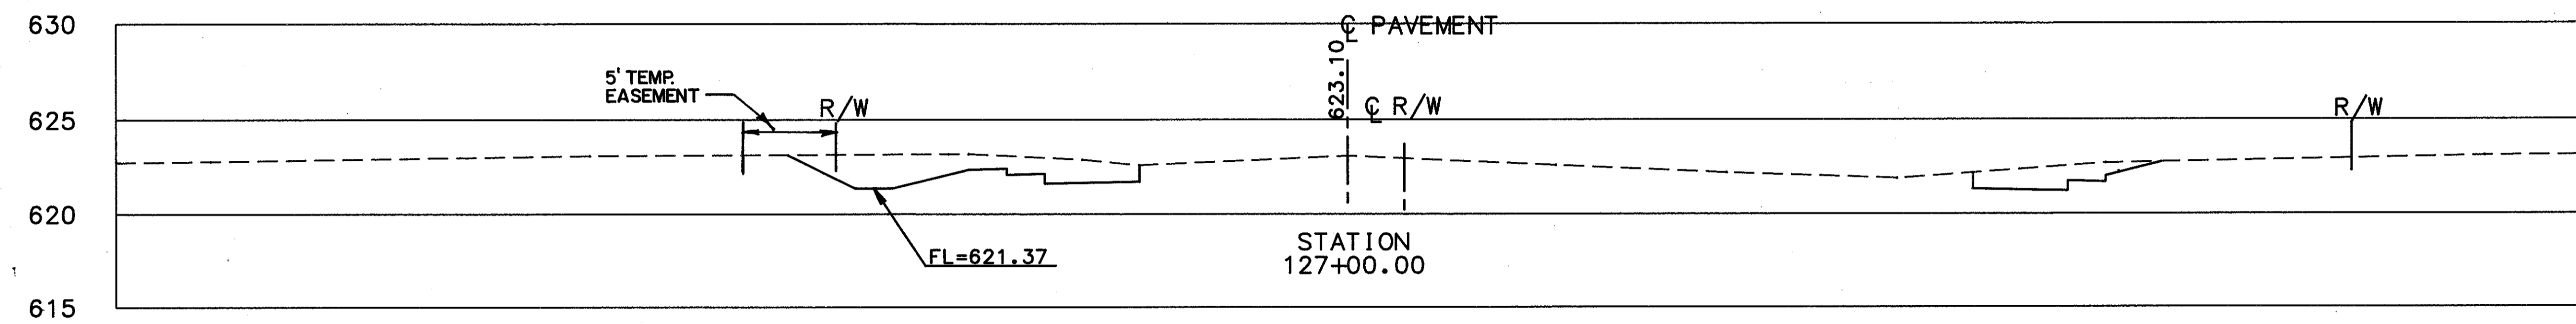 630
℄ PAVEMENT
623.10
5' TEMP.
EASEMENT
R/W
℄ R/W
R/W
625
620
FL=621.37
STATION
127+00.00
615